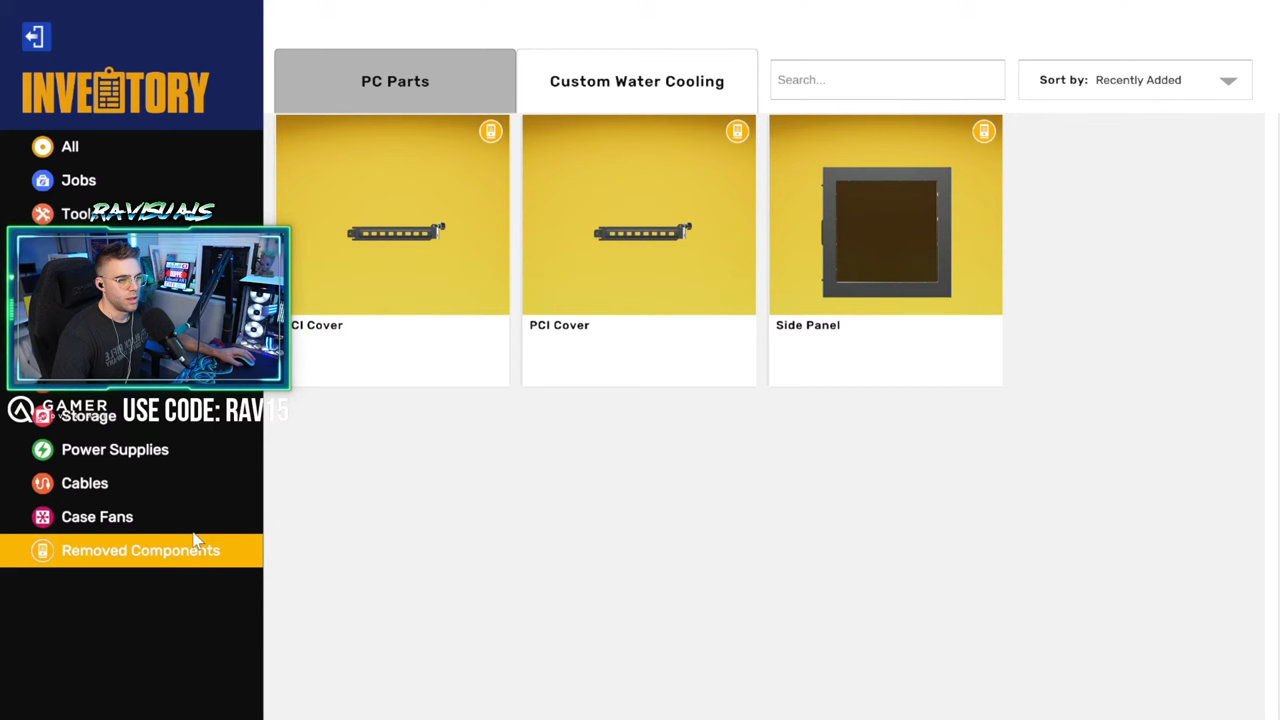 INVENTORY
PC Parts
Custom Water Cooling
Search...
Sort by: Recently Added
All
Jobs
Tool
RAVISUALS
CI Cover
PCI Cover
Side Panel
GAMER
USE CODE: RAV15
Storage
Power Supplies
Cables
Case Fans
Removed Components